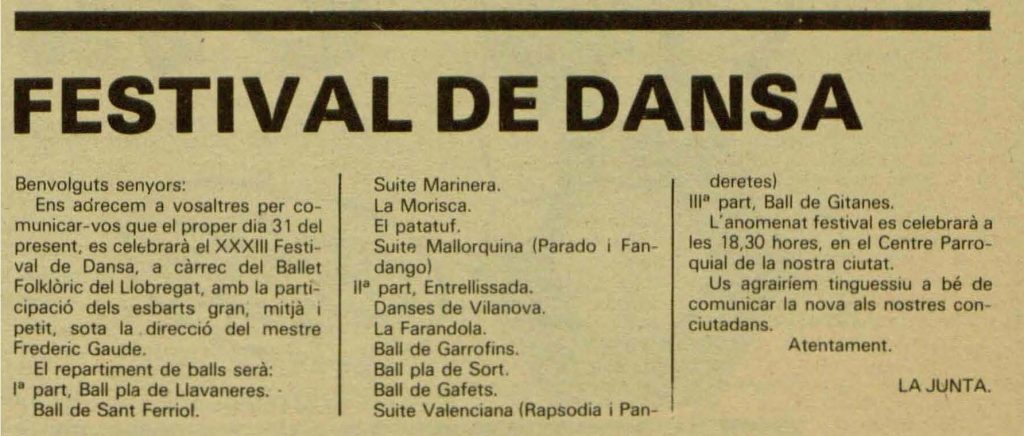 FESTIVAL DE DANSA
Benvolguts senyors:
Ens adrecem a vosaltres per co-
municar-vos que el proper dia 31 del
present, es celebrarà el XXXIII Festi-
val de Dansa, a càrrec del Ballet
Folklòric del Llobregat, amb la parti-
cipació dels esbarts gran, mitjà i
petit, sota la direcció del mestre
Frederic Gaude.
El repartiment de balls serà:
Iª part, Ball pla de Llavaneres.
Ball de Sant Ferriol.
Suite Marinera.
La Morisca.
El patatuf.
Suite Mallorquina (Parado i Fan-
dango)
IIª part, Entrellissada.
Danses de Vilanova.
La Farandola.
Ball de Garrofins.
Ball pla de Sort.
Ball de Gafets.
Suite Valenciana (Rapsodia i Pan-
deretes)
IIIª part, Ball de Gitanes.
L'anomenat festival es celebrarà a
les 18,30 hores, en el Centre Parro-
quial de la nostra ciutat.
Us agrairíem tinguessiu a bé de
comunicar la nova als nostres con-
ciutadans.
Atentament.
LA JUNTA.